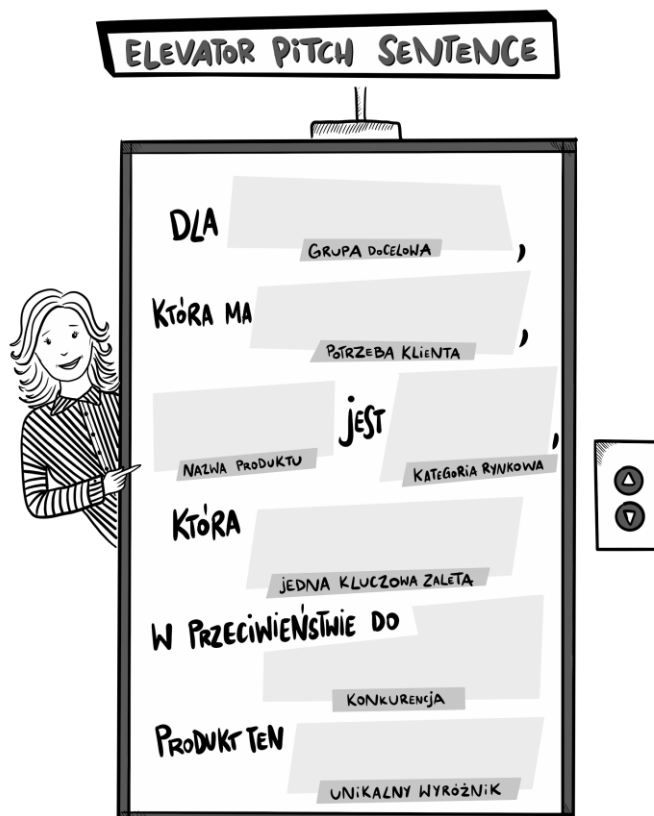 ELEVATOR PITCH SENTENCE
DLA
GRUPA DOCELOWA ,
KTÓRA MA
POTRZEBA KLIENTA ,
JEST
NAZWA PRODUKTU KATEGORIA RYNKOWA ,
KTÓRA
JEDNA KLUCZOWA ZALETA
W PRZECIWIEŃSTWIE DO
KONKURENCJA
PRODUKT TEN
UNIKALNY WYRÓŻNIK